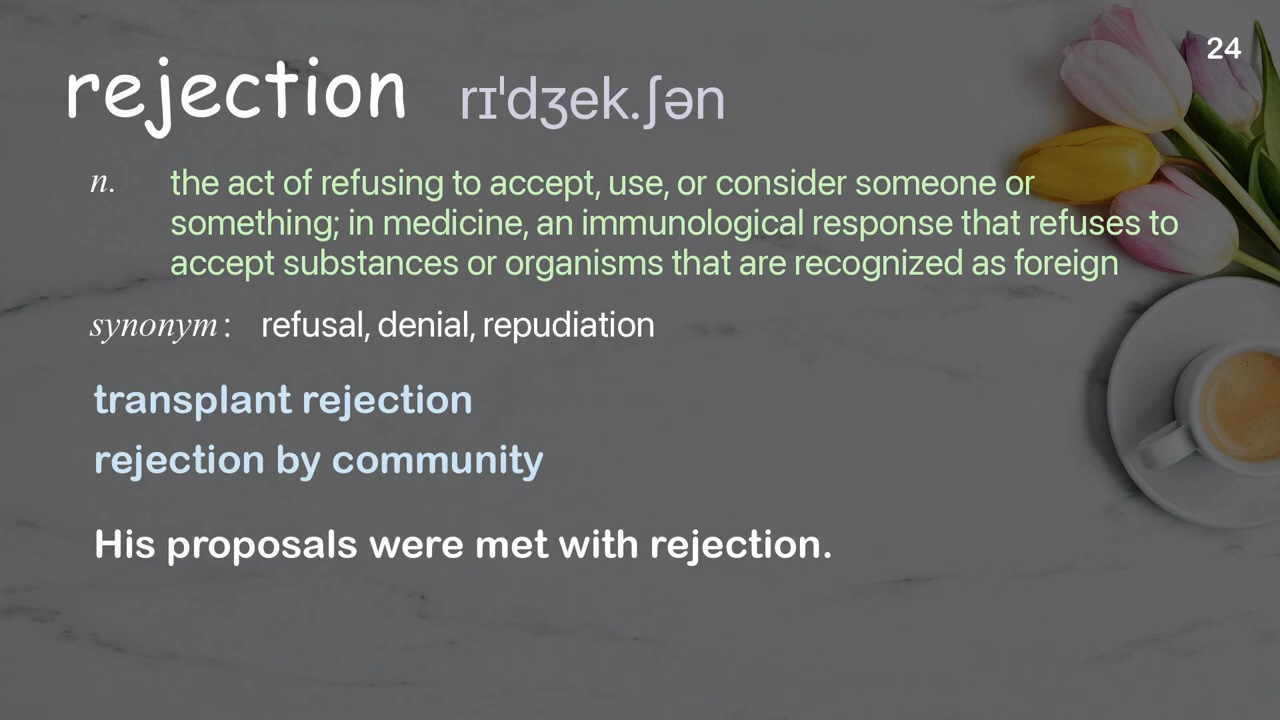 24
rejection rɪˈdʒek.ʃən
n. the act of refusing to accept, use, or consider someone or
something; in medicine, an immunological response that refuses to
accept substances or organisms that are recognized as foreign
synonym: refusal, denial, repudiation
transplant rejection
rejection by community
His proposals were met with rejection.